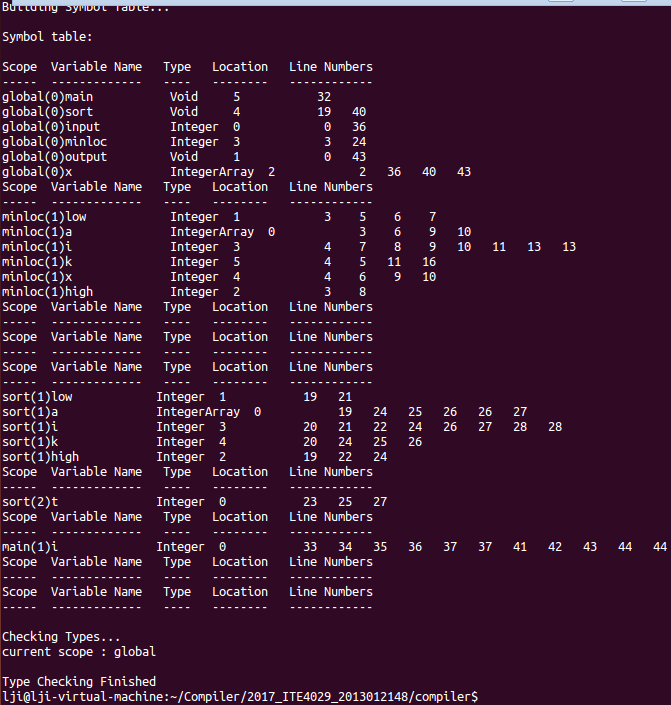 Building Symbol Table...
Symbol table:
Scope  Variable Name   Type   Location   Line Numbers
-----  -------------   ----   --------   ------------
global(0)main           Void     5           32
global(0)sort           Void     4           19   40
global(0)input          Integer  0            0   36
global(0)minloc         Integer  3            3   24
global(0)output         Void     1            0   43
global(0)x              IntegerArray  2            2   36   40   43
Scope  Variable Name   Type   Location   Line Numbers
-----  -------------   ----   --------   ------------
minloc(1)low            Integer  1            3    5    6    7
minloc(1)a              IntegerArray  0            3    6    9   10
minloc(1)i              Integer  3            4    7    8    9   10   11   13   13
minloc(1)k              Integer  5            4    5   11   16
minloc(1)x              Integer  4            4    6    9   10
minloc(1)high           Integer  2            3    8
Scope  Variable Name   Type   Location   Line Numbers
-----  -------------   ----   --------   ------------
Scope  Variable Name   Type   Location   Line Numbers
-----  -------------   ----   --------   ------------
Scope  Variable Name   Type   Location   Line Numbers
-----  -------------   ----   --------   ------------
sort(1)low            Integer  1           19   21
sort(1)a              IntegerArray  0           19   24   25   26   26   27
sort(1)i              Integer  3           20   21   22   24   26   27   28   28
sort(1)k              Integer  4           20   24   25   26
sort(1)high           Integer  2           19   22   24
Scope  Variable Name   Type   Location   Line Numbers
-----  -------------   ----   --------   ------------
sort(2)t              Integer  0           23   25   27
Scope  Variable Name   Type   Location   Line Numbers
-----  -------------   ----   --------   ------------
main(1)i              Integer  0           33   34   35   36   37   37   41   42   43   44   44
Scope  Variable Name   Type   Location   Line Numbers
-----  -------------   ----   --------   ------------
Scope  Variable Name   Type   Location   Line Numbers
-----  -------------   ----   --------   ------------
Checking Types...
current scope : global
Type Checking Finished
lji@lji-virtual-machine:~/Compiler/2017_ITE4029_2013012148/compiler$